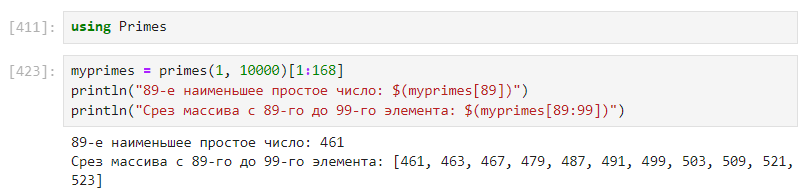 [411]: using Primes
[423]: myprimes = primes(1, 10000)[1:168]
println("89-е наименьшее простое число: $(myprimes[89])")
println("Срез массива с 89-го до 99-го элемента: $(myprimes[89:99])")
89-е наименьшее простое число: 461
Срез массива с 89-го до 99-го элемента: [461, 463, 467, 479, 487, 491, 499, 503, 509, 521,
523]